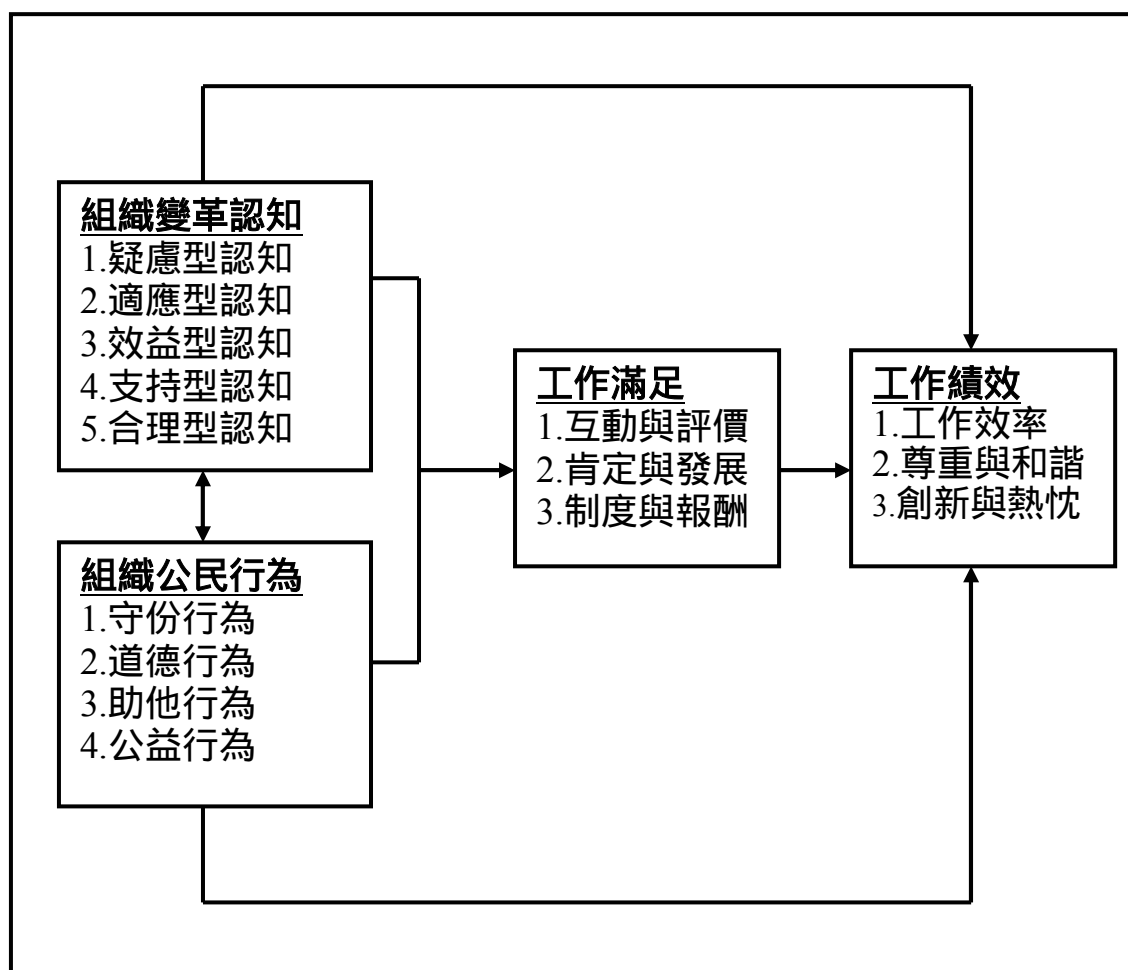 組織變革認知
1.疑慮型認知
2.適應型認知
3.效益型認知
4.支持型認知
5.合理型認知
組織公民行為
1.守份行為
2.道德行為
3.助他行為
4.公益行為
工作滿足
1.互動與評價
2.肯定與發展
3.制度與報酬
工作績效
1.工作效率
2.尊重與和諧
3.創新與熱忱